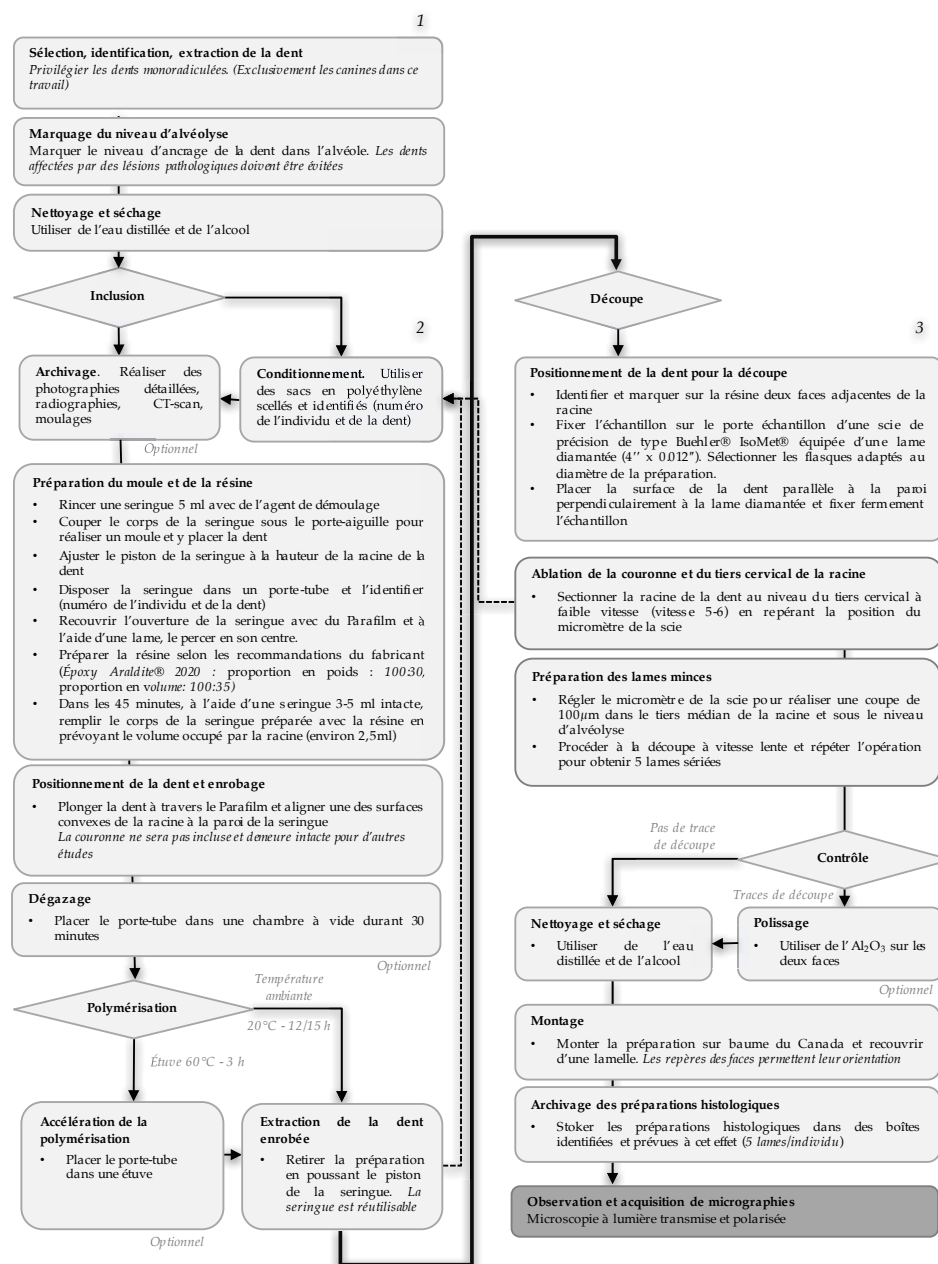 1
Sélection, identification, extraction de la dent
Privilégier les dents monoradiculées. (Exclusivement les canines dans ce
travail)
Marquage du niveau d'alvéolyse
Marquer le niveau d'ancrage de la dent dans l'alvéole. Les dents
affectées par des lésions pathologiques doivent être évitées
Nettoyage et séchage
Utiliser de l'eau distillée et de l'alcool
Inclusion
2
Archivage. Réaliser des
photographies détaillées,
radiographies, CT-scan,
moulages
Optionnel
Conditionnement. Utiliser
des sacs en polyéthylène
scellés et identifiés (numéro
de l'individu et de la dent)
Préparation du moule et de la résine
• Rincer une seringue 5 ml avec de l'agent de démoulage
• Couper le corps de la seringue sous le porte-aiguille pour
réaliser un moule et y placer la dent
• Ajuster le piston de la seringue à la hauteur de la racine de la
dent
• Disposer la seringue dans un porte-tube et l'identifier
(numéro de l'individu et de la dent)
• Recouvrir l'ouverture de la seringue avec du Parafilm et à
l'aide d'une lame, le percer en son centre.
• Préparer la résine selon les recommandations du fabricant
(Époxy Araldite® 2020 : proportion en poids : 100:30,
proportion en volume: 100:35)
• Dans les 45 minutes, à l'aide d'une seringue 3-5 ml intacte,
remplir le corps de la seringue préparée avec la résine en
prévoyant le volume occupé par la racine (environ 2,5ml)
Positionnement de la dent et enrobage
• Plonger la dent à travers le Parafilm et aligner une des surfaces
convexes de la racine à la paroi de la seringue
La couronne ne sera pas incluse et demeure intacte pour d'autres
études
Dégazage
• Placer le porte-tube dans une chambre à vide durant 30
minutes
Optionnel
Polymérisation
Température
ambiante
20°C - 12/15 h
Étuve 60°C - 3 h
Accélération de la
polymérisation
• Placer le porte-tube
dans une étuve
Optionnel
Extraction de la dent
enrobée
• Retirer la préparation
en poussant le piston
de la seringue. La
seringue est réutilisable
Découpe
3
Positionnement de la dent pour la découpe
• Identifier et marquer sur la résine deux faces adjacentes de la
racine
• Fixer l'échantillon sur le porte échantillon d'une scie de
précision de type Buehler® IsoMet® équipée d'une lame
diamantée (4'' x 0.012"). Sélectionner les flasques adaptés au
diamètre de la préparation.
• Placer la surface de la dent parallèle à la paroi
perpendiculairement à la lame diamantée et fixer fermement
l'échantillon
Ablation de la couronne et du tiers cervical de la racine
• Sectionner la racine de la dent au niveau du tiers cervical à
faible vitesse (vitesse 5-6) en repérant la position du
micromètre de la scie
Préparation des lames minces
• Régler le micromètre de la scie pour réaliser une coupe de
100µm dans le tiers médian de la racine et sous le niveau
d'alvéolyse
• Procéder à la découpe à vitesse lente et répéter l'opération
pour obtenir 5 lames sériées
Pas de trace
de découpe
Contrôle
Traces de découpe
Nettoyage et séchage
• Utiliser de l'eau
distillée et de l'alcool
Polissage
• Utiliser de l'Al2O3 sur les
deux faces
Optionnel
Montage
• Monter la préparation sur baume du Canada et recouvrir
d'une lamelle. Les repères des faces permettent leur orientation
Archivage des préparations histologiques
• Stoker les préparations histologiques dans des boîtes
identifiées et prévues à cet effet (5 lames/individu)
Observation et acquisition de micrographies
Microscopie à lumière transmise et polarisée